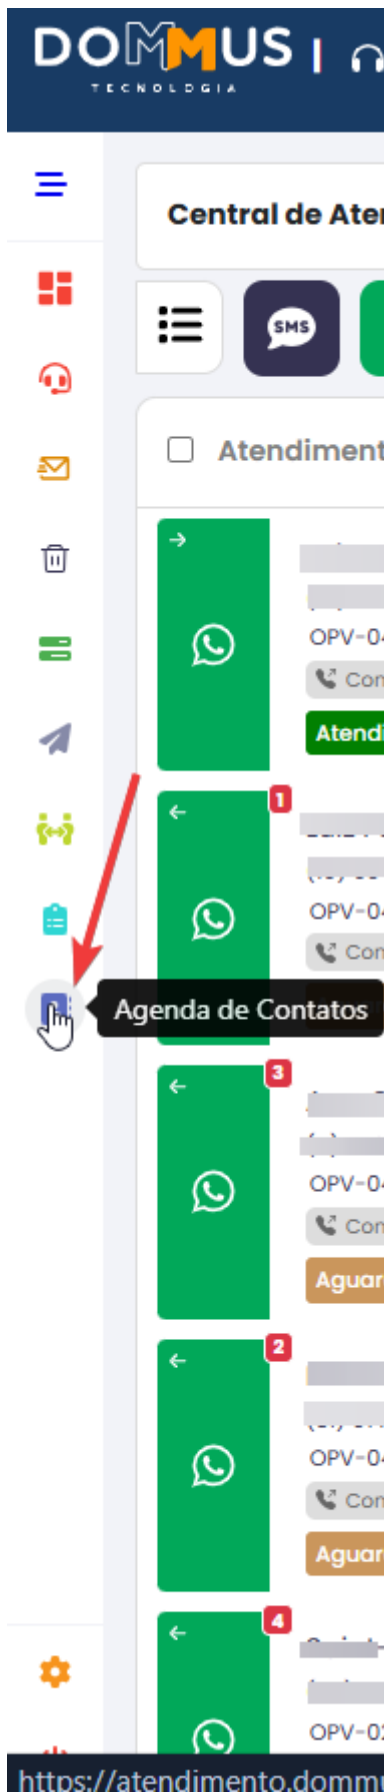 DOMMUS |
TECNOLOGIA
Central de Ate
SMS
Atendiment
OPV-04
Con
Atendi
1
OPV-04
Con
Agenda de Contatos
3
OPV-04
Con
Aguar
2
OPV-04
Con
Aguar
4
OPV-02
https://atendimento.domm